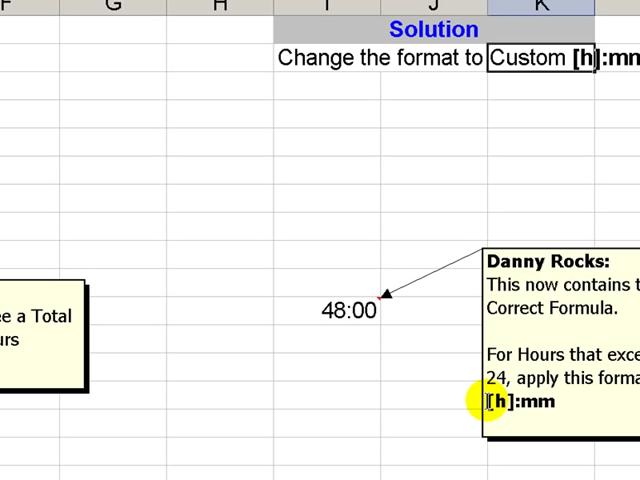 F G H I J K
Solution
Change the format to Custom [h]:mm
ee a Total
urs
48:00
Danny Rocks:
This now contains t
Correct Formula.
For Hours that exce
24, apply this forma
[h]:mm